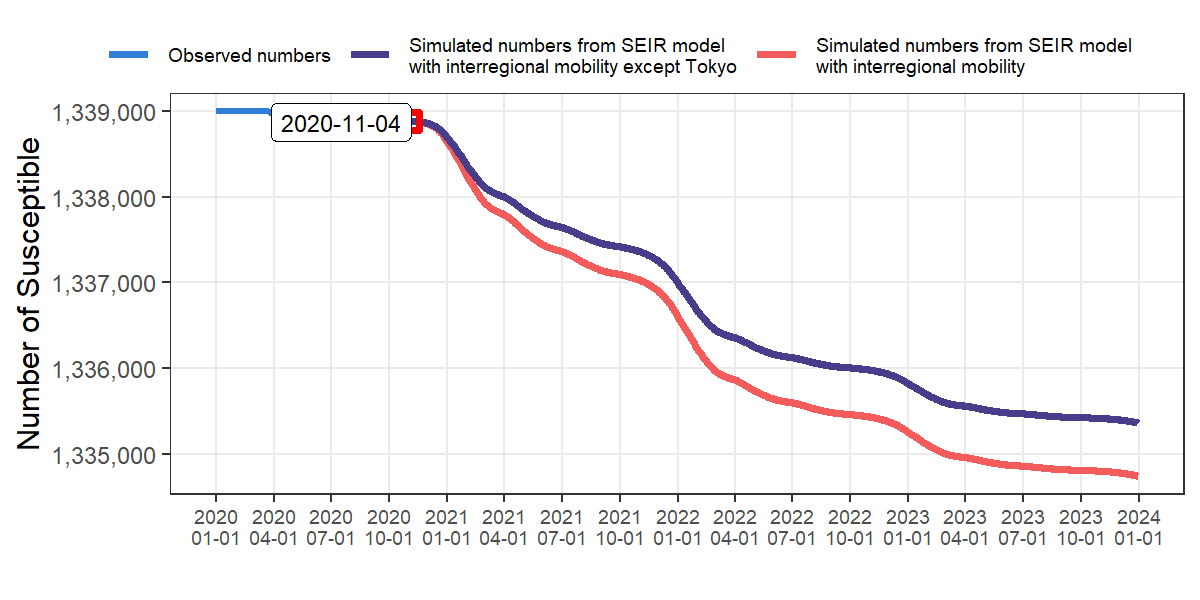 Observed numbers
Simulated numbers from SEIR model
with interregional mobility except Tokyo
Simulated numbers from SEIR model
with interregional mobility
Number of Susceptible
1,339,000
1,338,000
1,337,000
1,336,000
1,335,000
2020-11-04
2020 2020 2020 2020 2021 2021 2021 2021 2022 2022 2022 2022 2023 2023 2023 2023 2024
01-01 04-01 07-01 10-01 01-01 04-01 07-01 10-01 01-01 04-01 07-01 10-01 01-01 04-01 07-01 10-01 01-01